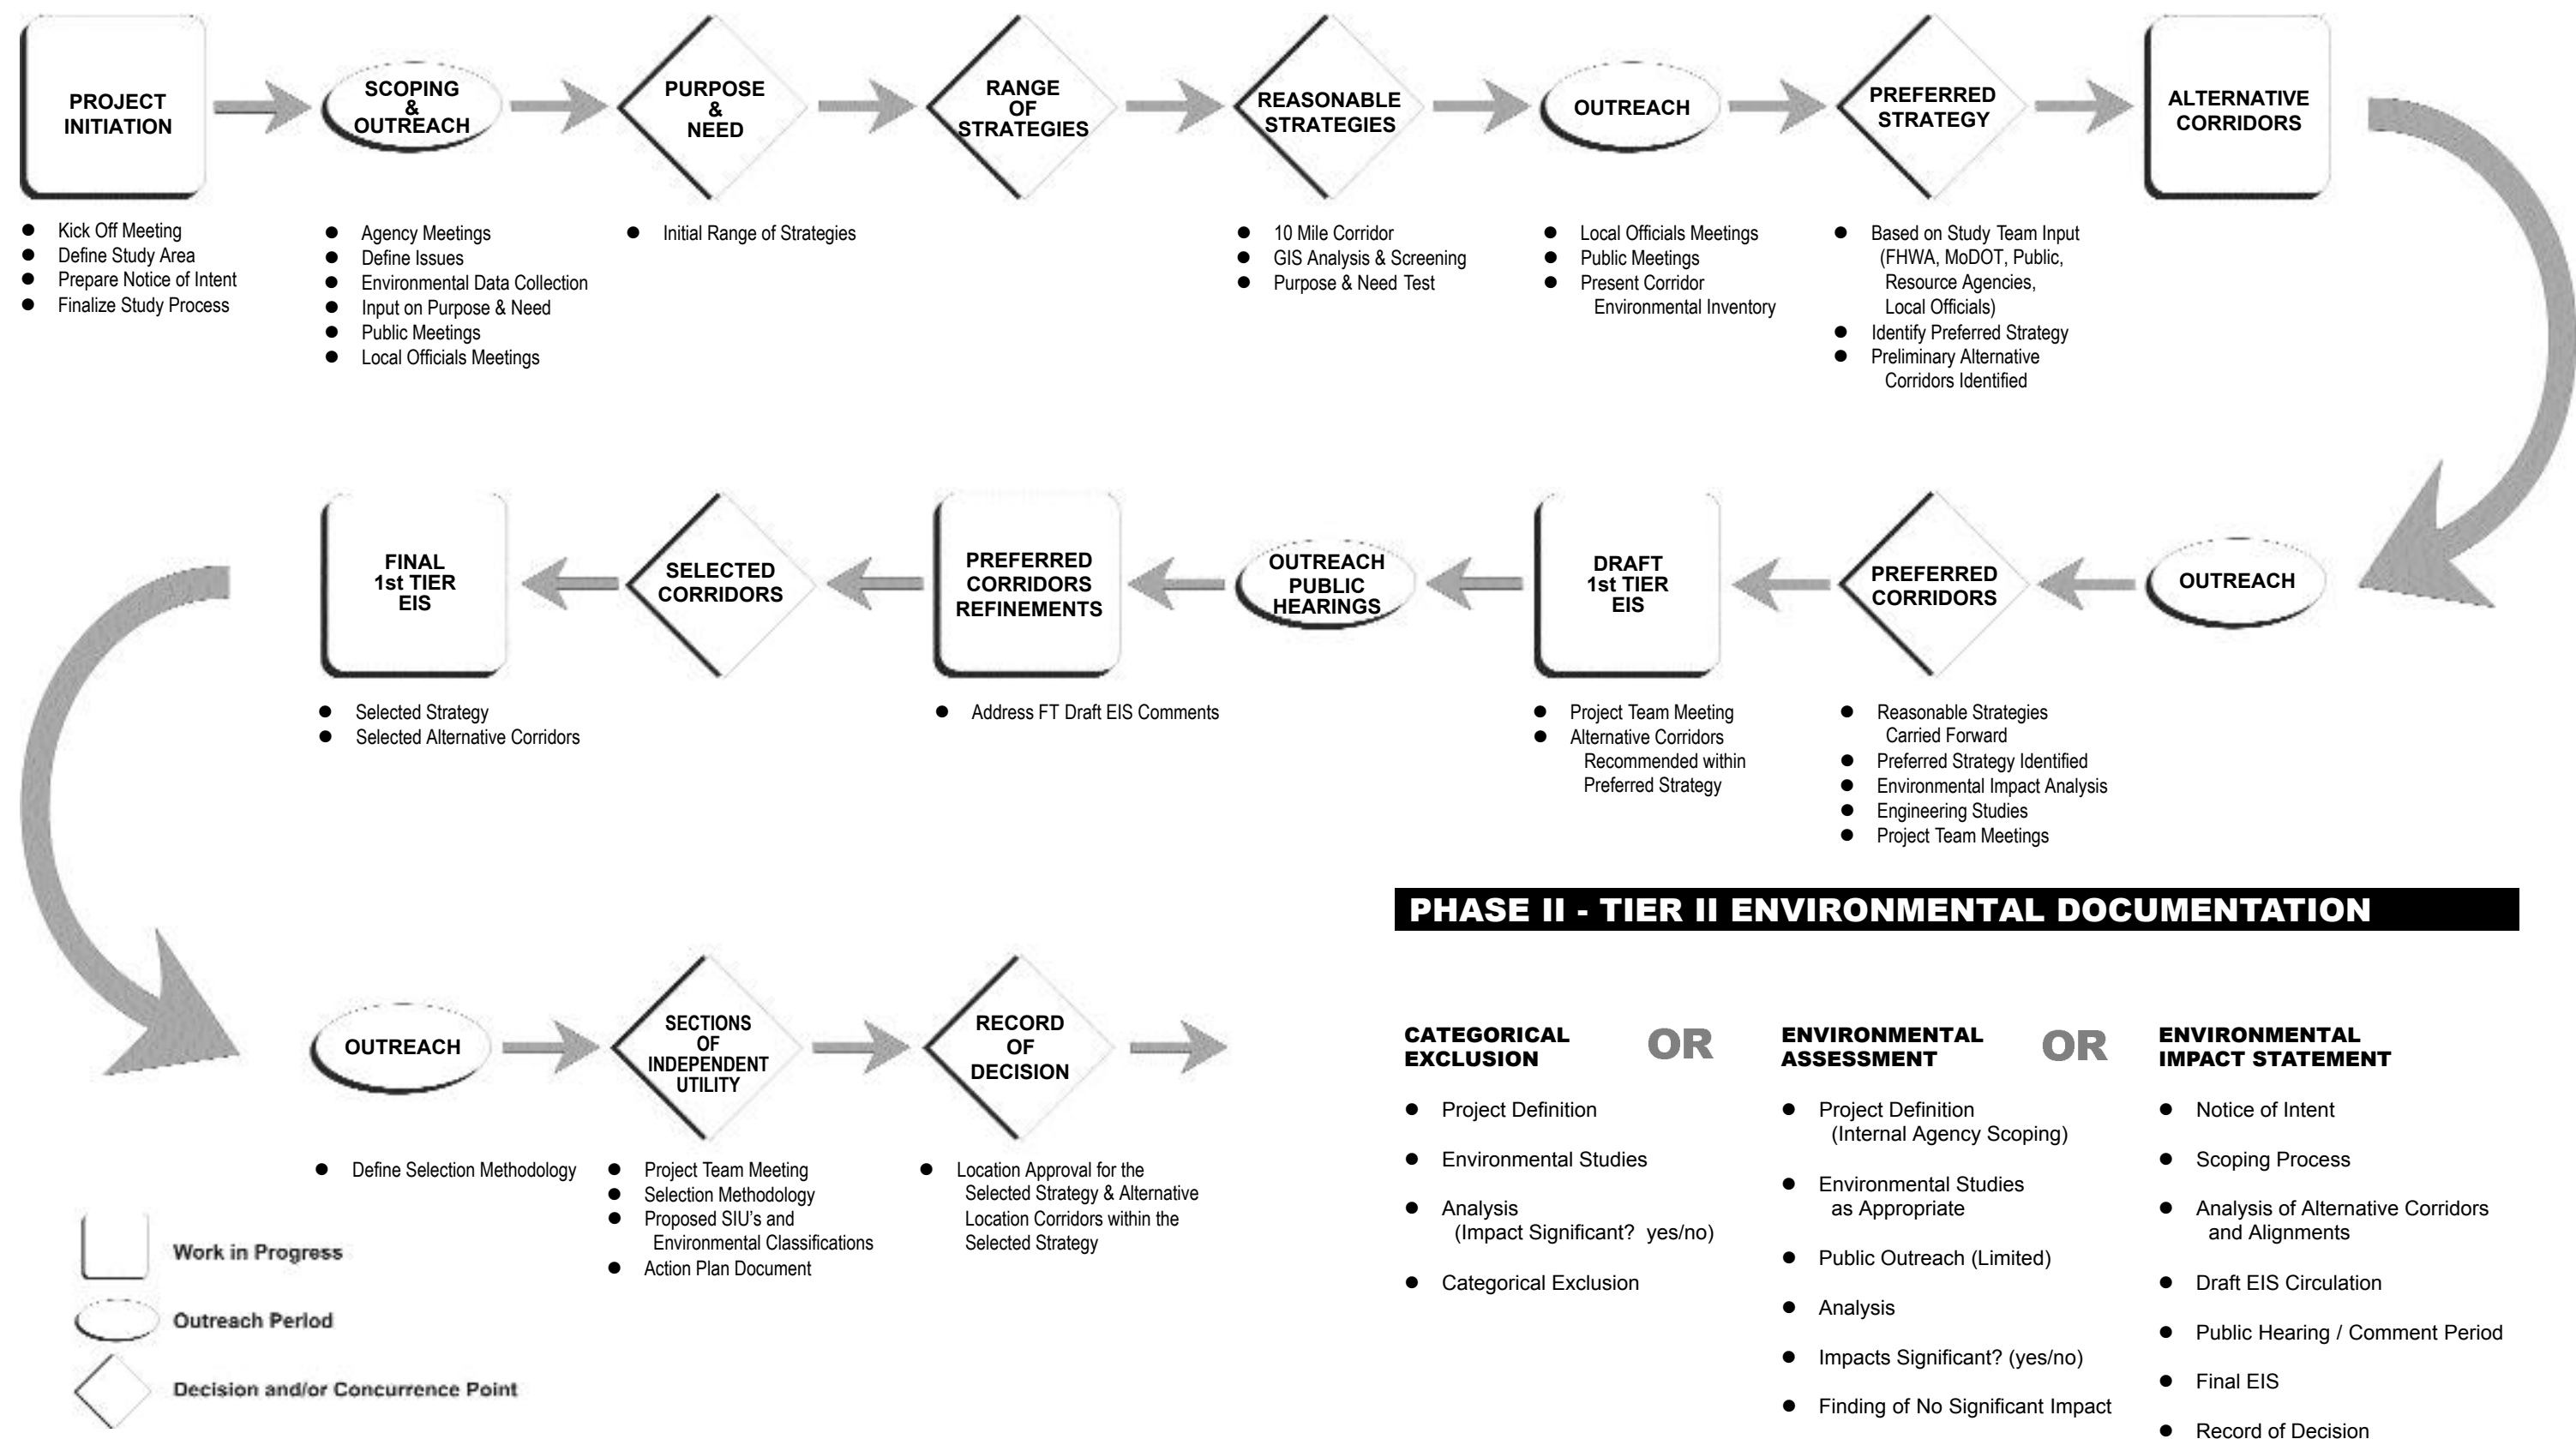 PROJECT
INITIATION
SCOPING
&
OUTREACH
PURPOSE
&
NEED
RANGE
OF
STRATEGIES
REASONABLE
STRATEGIES
OUTREACH
PREFERRED
STRATEGY
ALTERNATIVE
CORRIDORS
Kick Off Meeting
Define Study Area
Prepare Notice of Intent
Finalize Study Process
Agency Meetings
Define Issues
Environmental Data Collection
Input on Purpose & Need
Public Meetings
Local Officials Meetings
Initial Range of Strategies
10 Mile Corridor
GIS Analysis & Screening
Purpose & Need Test
Local Officials Meetings
Public Meetings
Present Corridor
Environmental Inventory
Based on Study Team Input
(FHWA, MoDOT, Public,
Resource Agencies,
Local Officials)
Identify Preferred Strategy
Preliminary Alternative
Corridors Identified
OUTREACH
PREFERRED
CORRIDORS
DRAFT
1st TIER
EIS
OUTREACH
PUBLIC
HEARINGS
PREFERRED
CORRIDORS
REFINEMENTS
SELECTED
CORRIDORS
FINAL
1st TIER
EIS
Reasonable Strategies
Carried Forward
Preferred Strategy Identified
Environmental Impact Analysis
Engineering Studies
Project Team Meetings
Project Team Meeting
Alternative Corridors
Recommended within
Preferred Strategy
Address FT Draft EIS Comments
Selected Strategy
Selected Alternative Corridors
OUTREACH
SECTIONS
OF
INDEPENDENT
UTILITY
RECORD
OF
DECISION
Define Selection Methodology
Project Team Meeting
Selection Methodology
Proposed SIU's and
Environmental Classifications
Action Plan Document
Location Approval for the
Selected Strategy & Alternative
Location Corridors within the
Selected Strategy
Work in Progress
Outreach Period
Decision and/or Concurrence Point
PHASE II - TIER II ENVIRONMENTAL DOCUMENTATION
CATEGORICAL
EXCLUSION
Project Definition
Environmental Studies
Analysis
(Impact Significant? yes/no)
Categorical Exclusion
OR
ENVIRONMENTAL
ASSESSMENT
Project Definition
(Internal Agency Scoping)
Environmental Studies
as Appropriate
Public Outreach (Limited)
Analysis
Impacts Significant? (yes/no)
Finding of No Significant Impact
OR
ENVIRONMENTAL
IMPACT STATEMENT
Notice of Intent
Scoping Process
Analysis of Alternative Corridors
and Alignments
Draft EIS Circulation
Public Hearing / Comment Period
Final EIS
Record of Decision